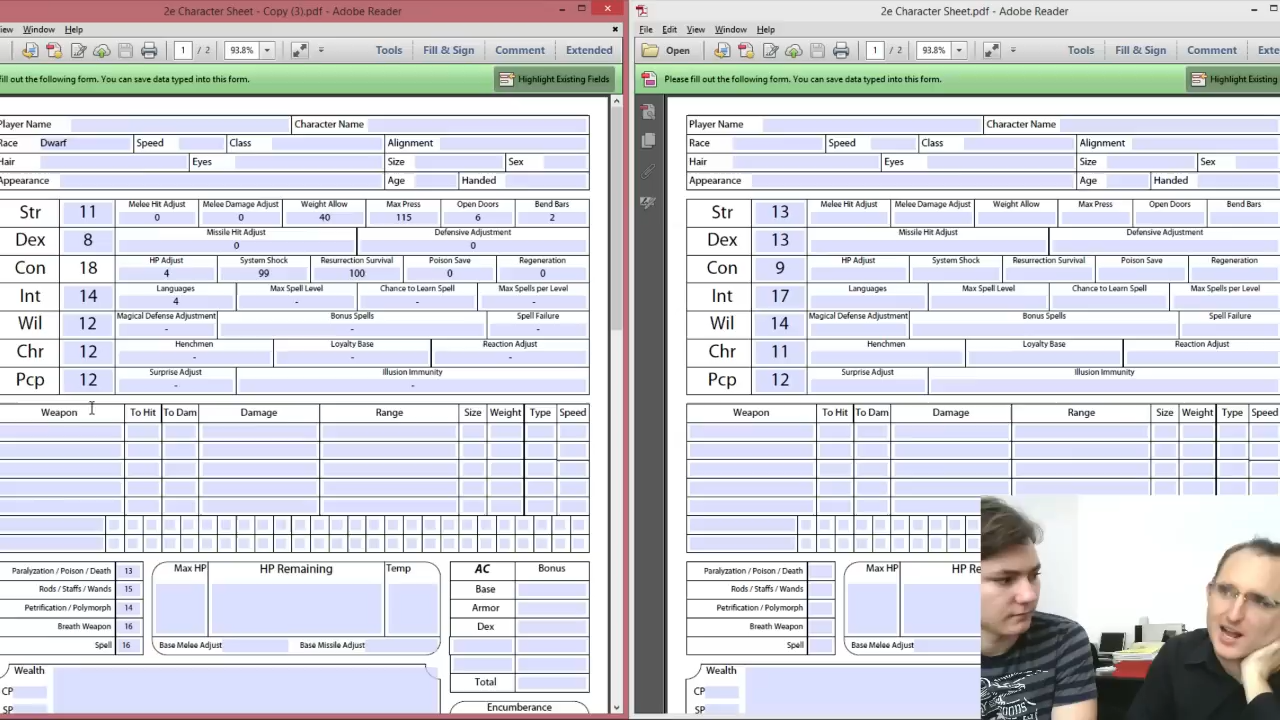 2e Character Sheet - Copy (3).pdf - Adobe Reader
View Window Help
1 / 2 93.8% Tools Fill & Sign Comment Extended
fill out the following form. You can save data typed into this form. Highlight Existing Fields
Player Name Character Name
Race Dwarf Speed Class Alignment
Hair Eyes Size Sex
Appearance Age Handed
Str 11 Melee Hit Adjust 0 Melee Damage Adjust 0 Weight Allow 40 Max Press 115 Open Doors 6 Bend Bars 2
Dex 8 Missile Hit Adjust 0 Defensive Adjustment 0
Con 18 HP Adjust 4 System Shock 99 Resurrection Survival 100 Poison Save 0 Regeneration 0
Int 14 Languages 4 Max Spell Level - Chance to Learn Spell - Max Spells per Level -
Wil 12 Magical Defense Adjustment - Bonus Spells - Spell Failure -
Chr 12 Henchmen - Loyalty Base - Reaction Adjust -
Pcp 12 Surprise Adjust - Illusion Immunity -
Weapon To Hit To Dam Damage Range Size Weight Type Speed
Paralyzation / Poison / Death 13
Rods / Staffs / Wands 15
Petrification / Polymorph 14
Breath Weapon 16
Spell 16
Max HP HP Remaining Temp
Base Melee Adjust Base Missile Adjust
AC Bonus
Base
Armor
Dex
Total
Wealth
CP
SP
Encumberance
2e Character Sheet.pdf - Adobe Reader
File Edit View Window Help
Open 1 / 2 93.8% Tools Fill & Sign Comment Exte
Please fill out the following form. You can save data typed into this form. Highlight Existing
Player Name Character Name
Race Speed Class Alignment
Hair Eyes Size Sex
Appearance Age Handed
Str 13 Melee Hit Adjust Melee Damage Adjust Weight Allow Max Press Open Doors Bend Bars
Dex 13 Missile Hit Adjust Defensive Adjustment
Con 9 HP Adjust System Shock Resurrection Survival Poison Save Regeneration
Int 17 Languages Max Spell Level Chance to Learn Spell Max Spells per Level
Wil 14 Magical Defense Adjustment Bonus Spells Spell Failure
Chr 11 Henchmen Loyalty Base Reaction Adjust
Pcp 12 Surprise Adjust Illusion Immunity
Weapon To Hit To Dam Damage Range Size Weight Type Speed
Paralyzation / Poison / Death
Rods / Staffs / Wands
Petrification / Polymorph
Breath Weapon
Spell
Max HP HP Re
Base Melee Adjust
Wealth
CP
SP